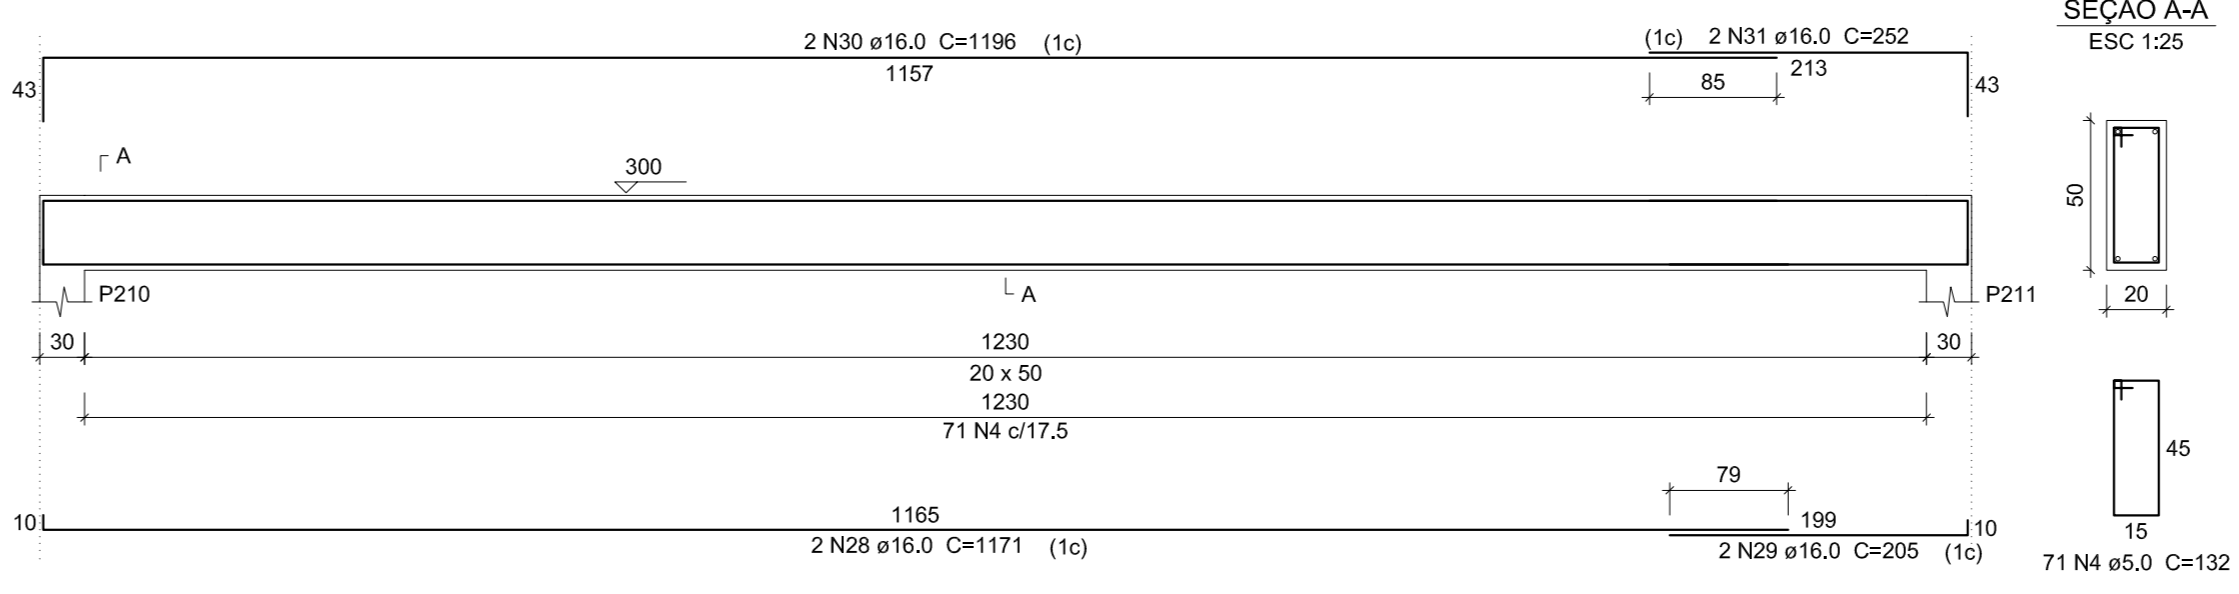 SEÇÃO A-A
ESC 1:25
2 N30 ø16.0 C=1196 (1c)
1157
(1c) 2 N31 ø16.0 C=252
213
85
43
43
A
300
A
P210
P211
30
1230
30
20 x 50
1230
71 N4 c/17.5
79
10
1165
199
10
2 N28 ø16.0 C=1171 (1c)
2 N29 ø16.0 C=205 (1c)
50
20
45
15
71 N4 ø5.0 C=132